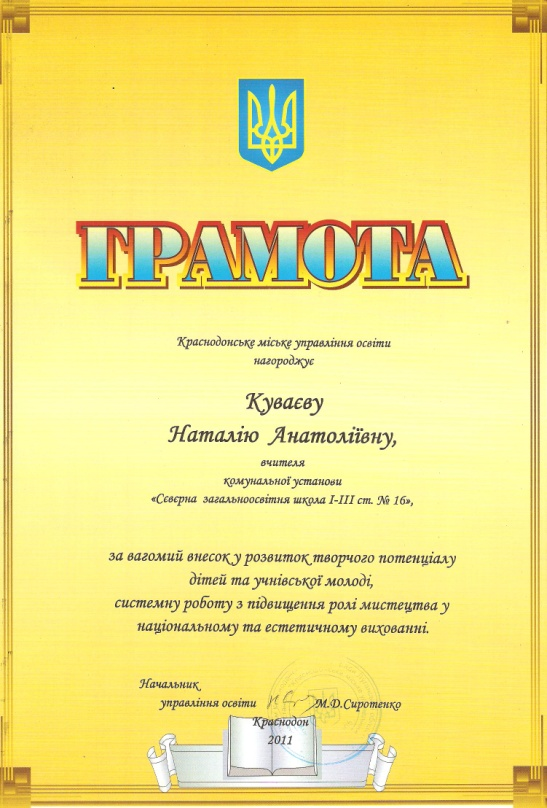 ГРАМОТА
Краснодонське міське управління освіти
нагороджує
Куваєву
Наталію Анатоліївну,
вчителя
комунальної установи
«Сєвєрна загальноосвітня школа І-ІІІ ст. № 16»,
за вагомий внесок у розвиток творчого потенціалу
дітей та учнівської молоді,
системну роботу з підвищення ролі мистецтва у
національному та естетичному вихованні.
Начальник
управління освіти М.Д.Сиротенко
Краснодон
2011